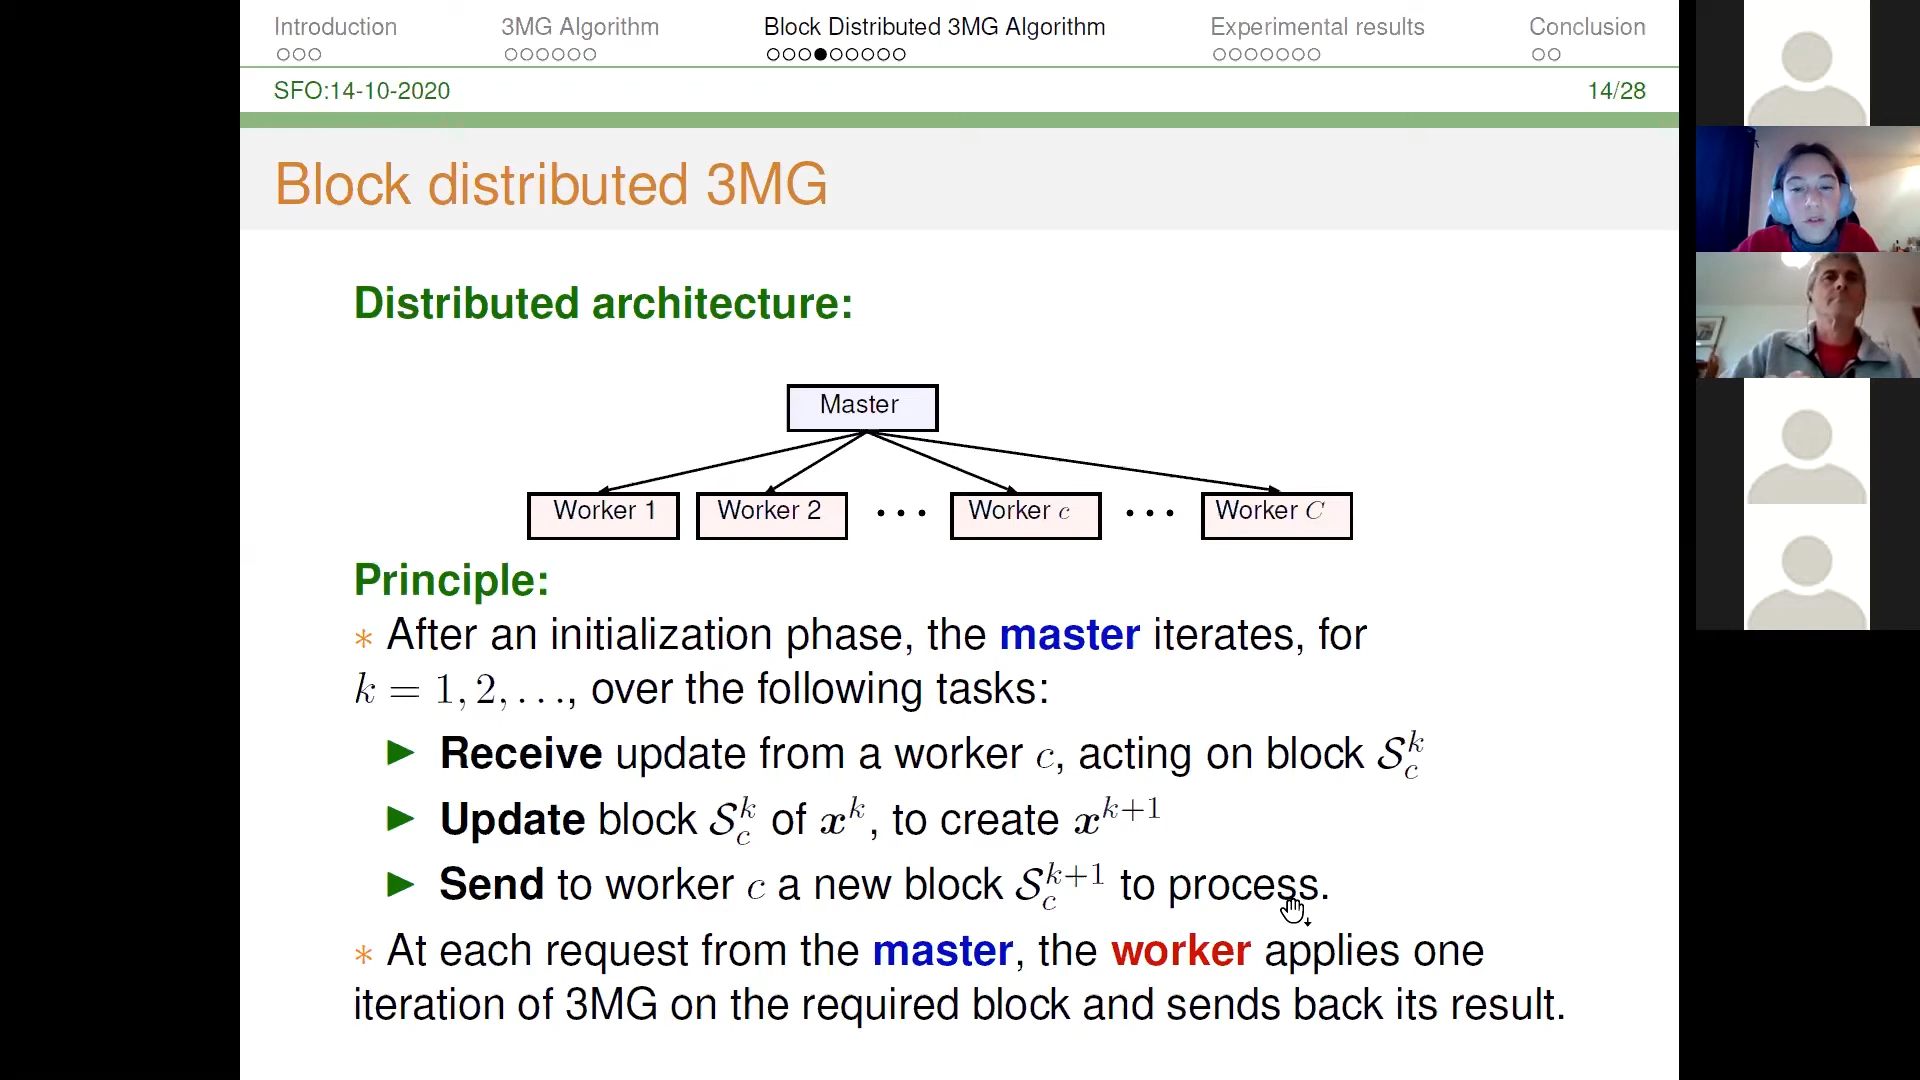 Introduction 3MG Algorithm Block Distributed 3MG Algorithm Experimental results Conclusion
SFO:14-10-2020 14/28
Block distributed 3MG
Distributed architecture:
Master
Worker 1 Worker 2 ... Worker c ... Worker C
Principle:
* After an initialization phase, the master iterates, for
k = 1, 2, . . ., over the following tasks:
▶ Receive update from a worker c, acting on block 𝒮_c^k
▶ Update block 𝒮_c^k of x^k, to create x^{k+1}
▶ Send to worker c a new block 𝒮_c^{k+1} to process.
* At each request from the master, the worker applies one
iteration of 3MG on the required block and sends back its result.